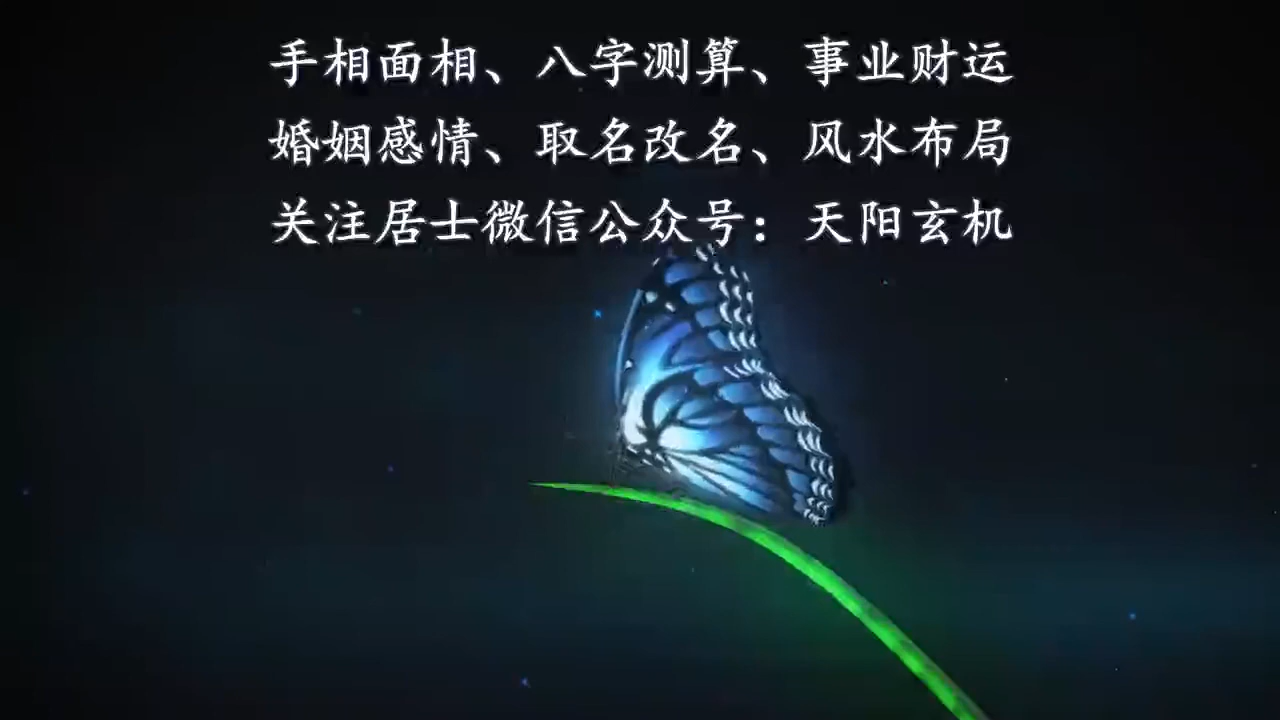 手相面相、八字测算、事业财运
婚姻感情、取名改名、风水布局
关注居士微信公众号：天阳玄机